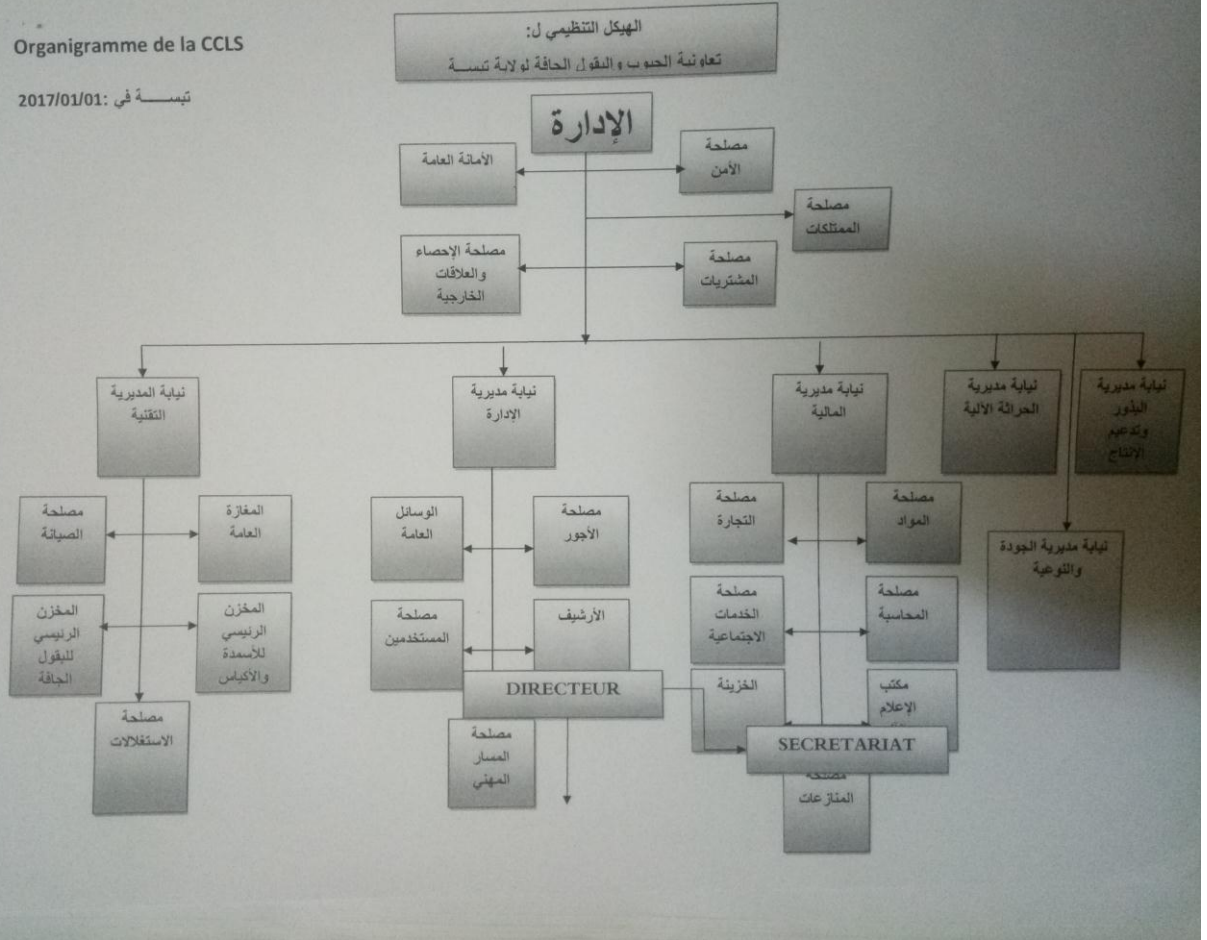 Organigramme de la CCLS
تبســـــة في :2017/01/01
الهيكل التنظيمي ل:
تعاونية الحبوب والبقول الجافة لولاية تبســـة
الإدارة
الأمانة العامة
مصلحة
الأمن
مصلحة
الممتلكات
مصلحة الإحصاء
والعلاقات
الخارجية
مصلحة
المشتريات
نيابة المديرية
التقنية
نيابة مديرية
الإدارة
نيابة مديرية
المالية
نيابة مديرية
الحراثة الآلية
نيابة مديرية
البذور
وتدعيم
الإنتاج
مصلحة
الصيانة
المغازة
العامة
الوسائل
العامة
مصلحة
الأجور
مصلحة
التجارة
مصلحة
المواد
نيابة مديرية الجودة
والنوعية
المخزن
الرئيسي
للبقول
الجافة
المخزن
الرئيسي
للأسمدة
والأكياس
مصلحة
المستخدمين
الأرشيف
مصلحة
الخدمات
الاجتماعية
مصلحة
المحاسبة
DIRECTEUR
الخزينة
مكتب
الإعلام
مصلحة
الاستغلالات
مصلحة
المسار
المهني
SECRETARIAT
مصلحة
المنازعات